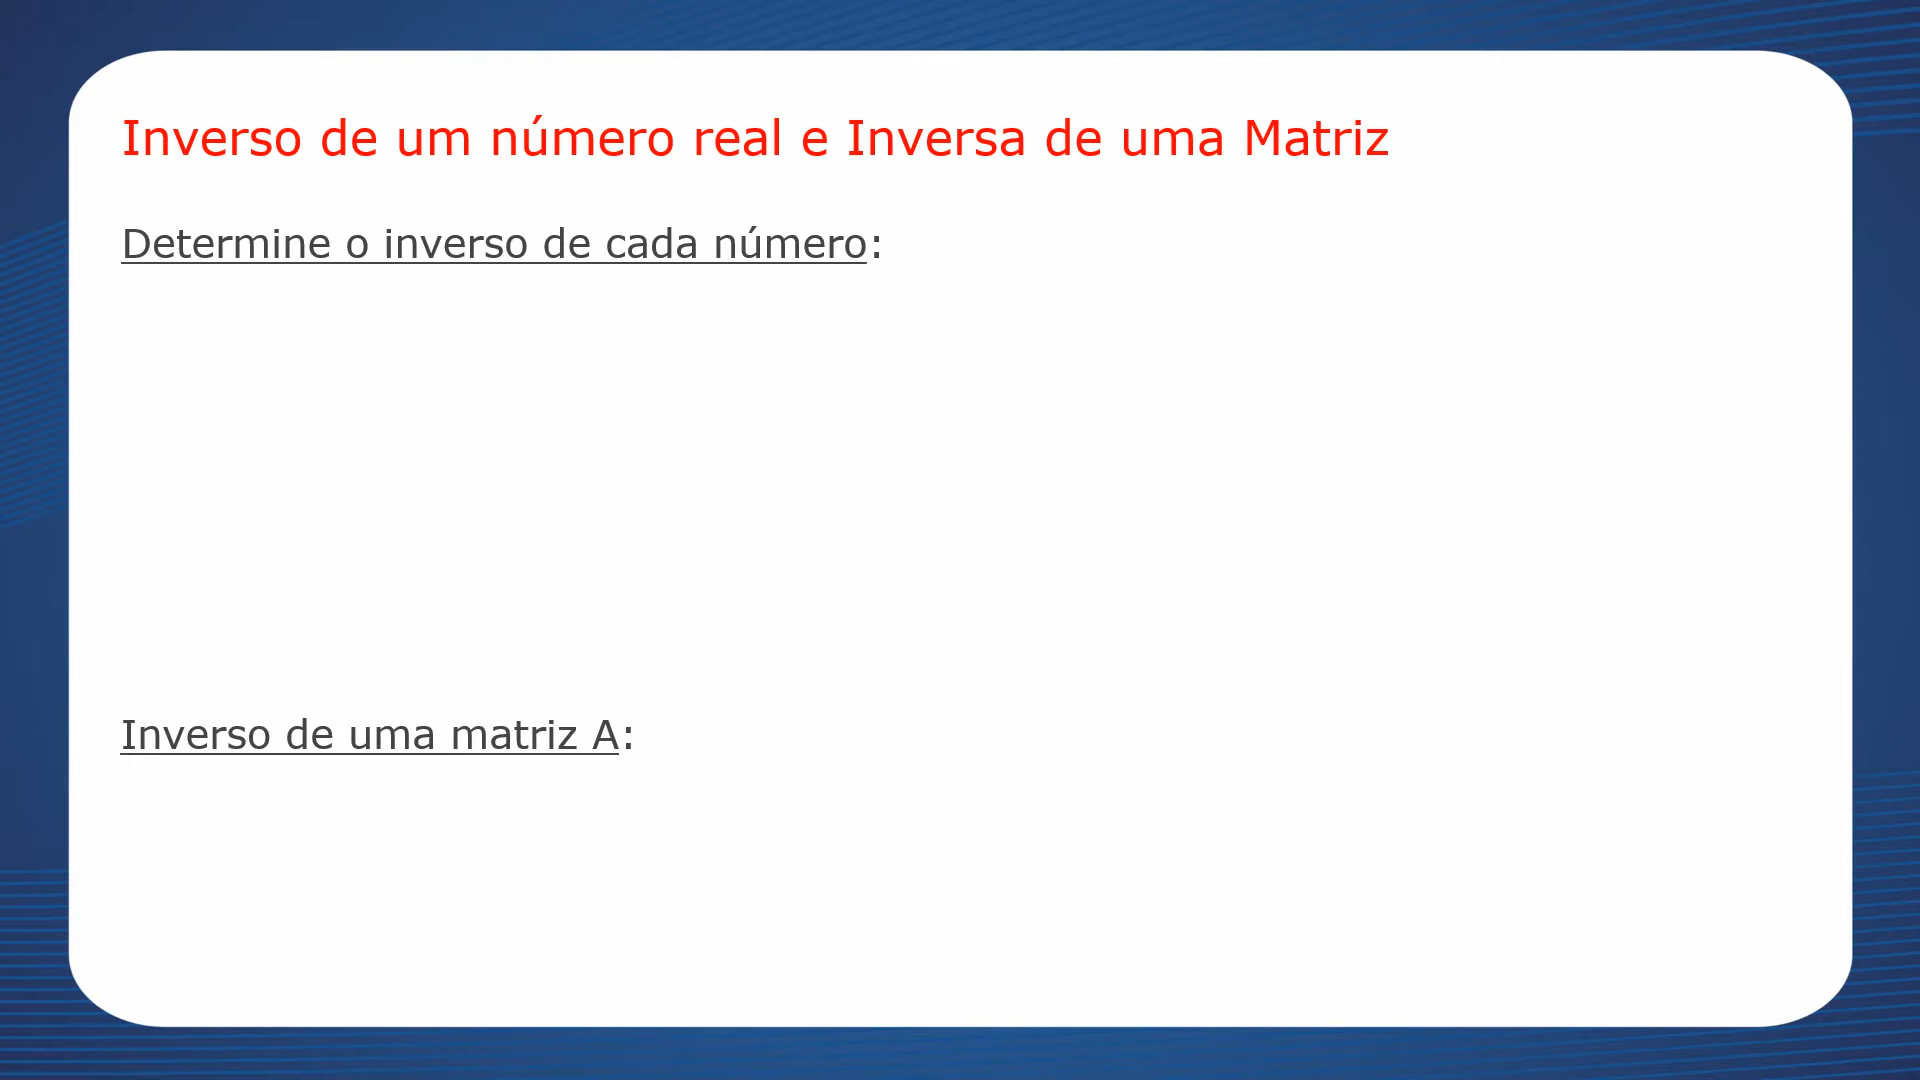 Inverso de um número real e Inversa de uma Matriz
Determine o inverso de cada número:
Inverso de uma matriz A: